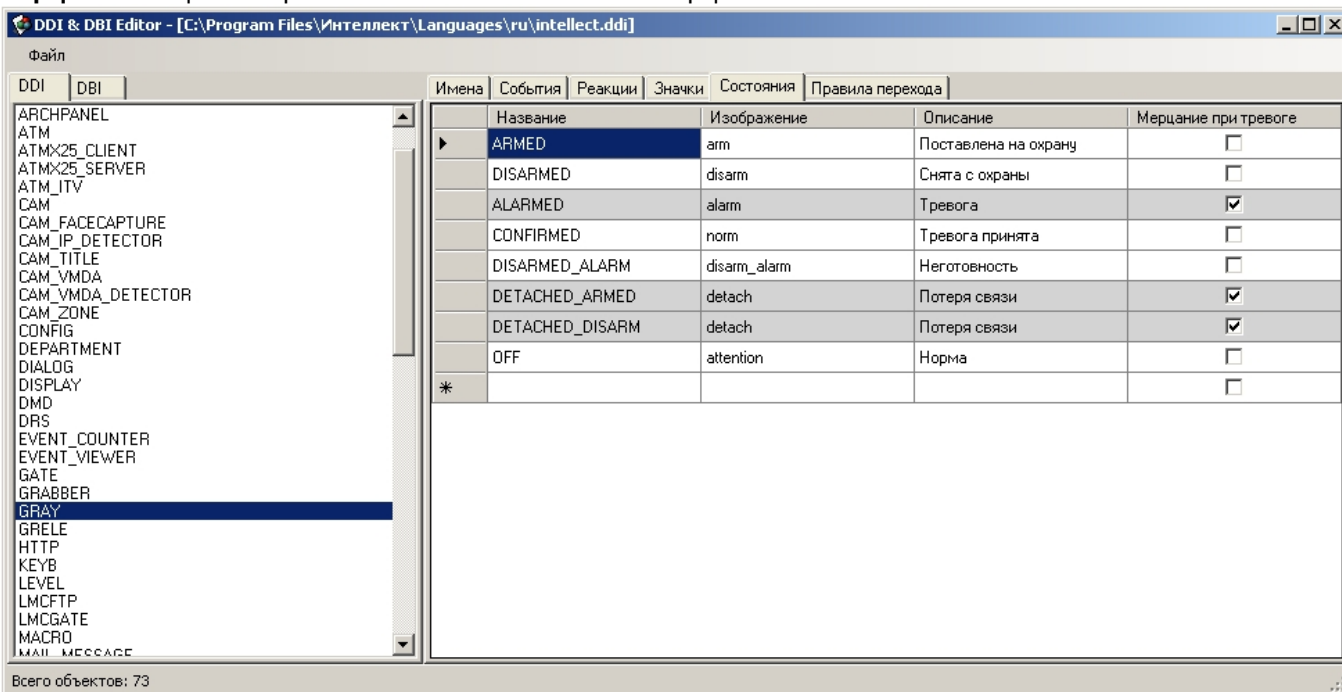 DDI & DBI Editor - [C:\Program Files\Интеллект\Languages\ru\intellect.ddi]
Файл
DDI DBI
ARCHPANEL
ATM
ATMX25_CLIENT
ATMX25_SERVER
ATM_ITV
CAM
CAM_FACECAPTURE
CAM_IP_DETECTOR
CAM_TITLE
CAM_VMDA
CAM_VMDA_DETECTOR
CAM_ZONE
CONFIG
DEPARTMENT
DIALOG
DISPLAY
DMD
DRS
EVENT_COUNTER
EVENT_VIEWER
GATE
GRABBER
GRAY
GRELE
HTTP
KEYB
LEVEL
LMCFTP
LMCGATE
MACRO
MAIL_MESSAGE
Имена События Реакции Значки Состояния Правила перехода
Название Изображение Описание Мерцание при тревоге
ARMED arm Поставлена на охрану
DISARMED disarm Снята с охраны
ALARMED alarm Тревога
CONFIRMED norm Тревога принята
DISARMED_ALARM disarm_alarm Неготовность
DETACHED_ARMED detach Потеря связи
DETACHED_DISARM detach Потеря связи
OFF attention Норма
Всего объектов: 73